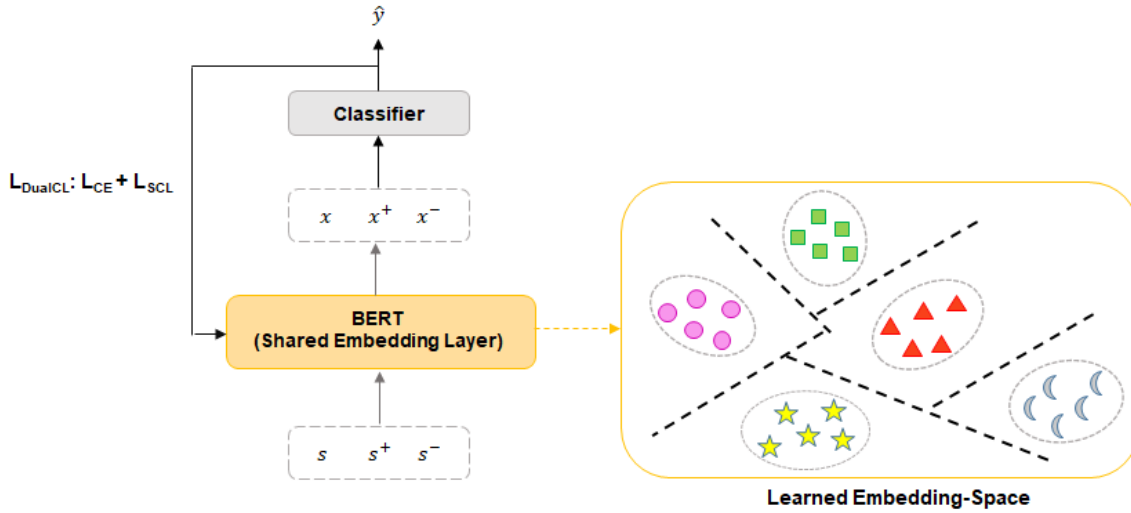 ŷ
Classifier
L_DualCL: L_CE + L_SCL
x x⁺ x⁻
BERT
(Shared Embedding Layer)
s s⁺ s⁻
Learned Embedding-Space